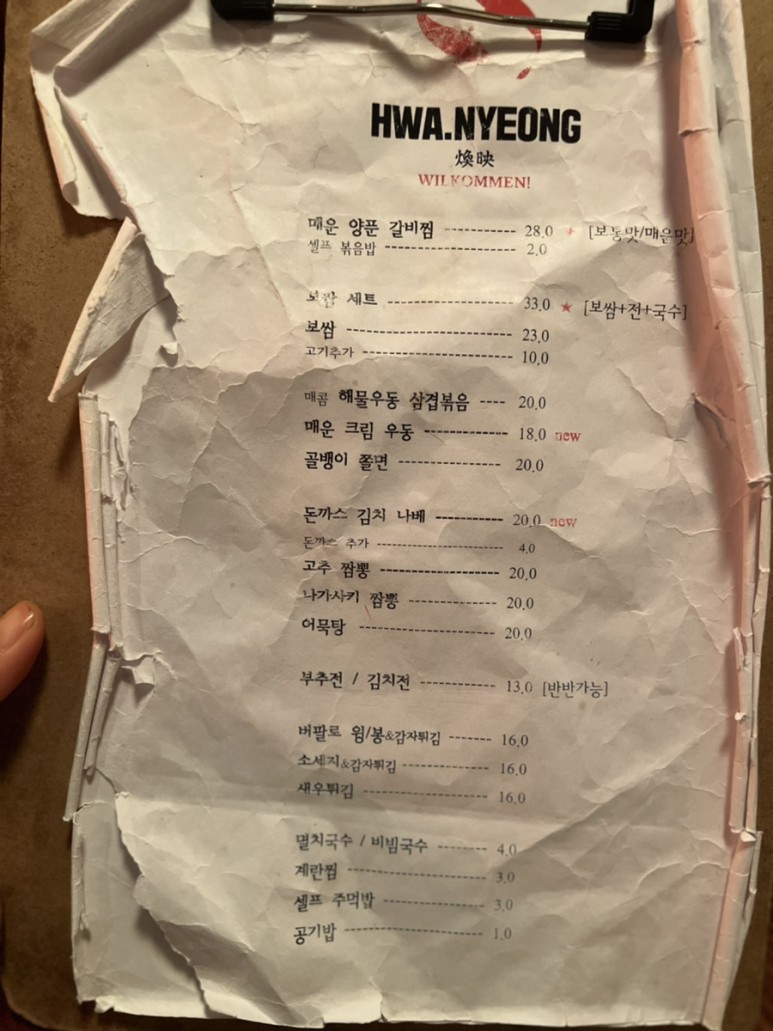 HWA.NYEONG
煥映
WILKOMMEN!
매운 양푼 갈비찜 ---------- 28.0 ★ [보통맛/매운맛]
셀프 볶음밥 ------------------- 2.0
보쌈 세트 ------------------- 33.0 ★ [보쌈+전+국수]
보쌈 ------------------------ 23.0
고기추가 ---------------------- 10.0
매콤 해물우동 삼겹볶음 ---- 20.0
매운 크림 우동 ------------ 18.0 new
골뱅이 쫄면 --------------- 20.0
돈까스 김치 나베 ---------- 20.0 new
돈까스 추가 ------------------- 4.0
고추 짬뽕 ----------------- 20.0
나가사키 짬뽕 ------------- 20.0
어묵탕 -------------------- 20.0
부추전 / 김치전 ----------- 13.0 [반반가능]
버팔로 윙/봉&감자튀김 ------- 16.0
소세지&감자튀김 ------------- 16.0
새우튀김 ------------------- 16.0
멸치국수 / 비빔국수 -------- 4.0
계란찜 -------------------- 3.0
셀프 주먹밥 --------------- 3.0
공기밥 -------------------- 1.0